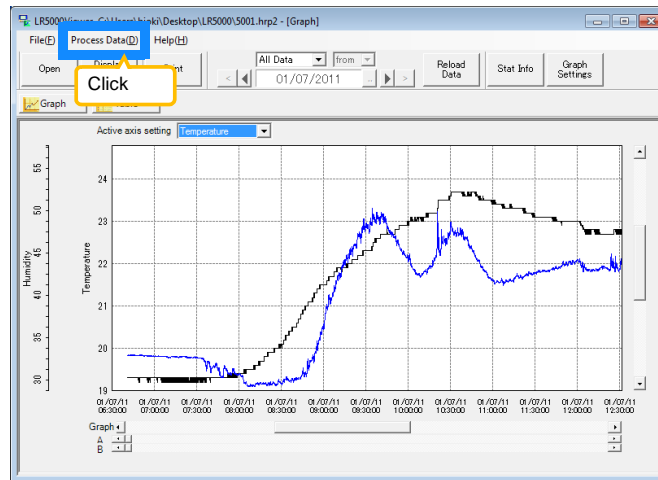 LR5000Viewer C:\Users\hioki\Desktop\LR5000\5001.hrp2 - [Graph]
File(F) Process Data(D) Help(H)
Open Print All Data from Reload Data Stat Info Graph Settings
Click
< 01/07/2011 .. >
Graph
Active axis setting Temperature
Humidity
55
50
45
40
35
30
Temperature
24
23
22
21
20
19
01/07/11 01/07/11 01/07/11 01/07/11 01/07/11 01/07/11 01/07/11 01/07/11 01/07/11 01/07/11 01/07/11 01/07/11 01/07/11
06:30:00 07:00:00 07:30:00 08:00:00 08:30:00 09:00:00 09:30:00 10:00:00 10:30:00 11:00:00 11:30:00 12:00:00 12:30:00
Graph
A
B